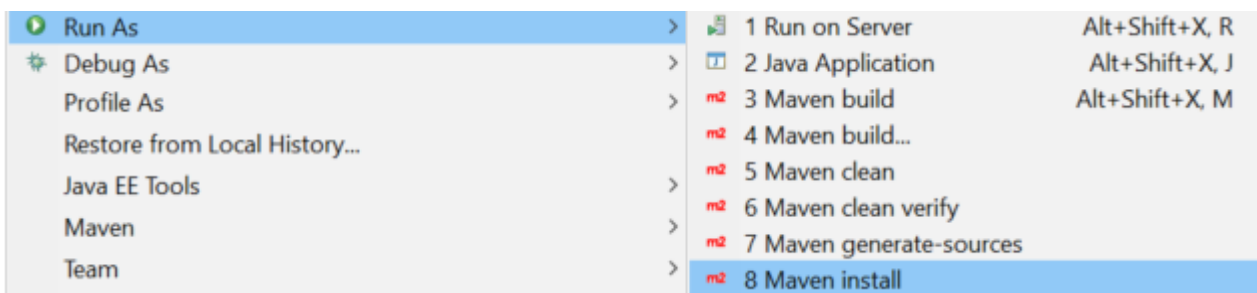 Run As >
Debug As >
Profile As >
Restore from Local History...
Java EE Tools >
Maven >
Team >
1 Run on Server Alt+Shift+X, R
J 2 Java Application Alt+Shift+X, J
m2 3 Maven build Alt+Shift+X, M
m2 4 Maven build...
m2 5 Maven clean
m2 6 Maven clean verify
m2 7 Maven generate-sources
m2 8 Maven install